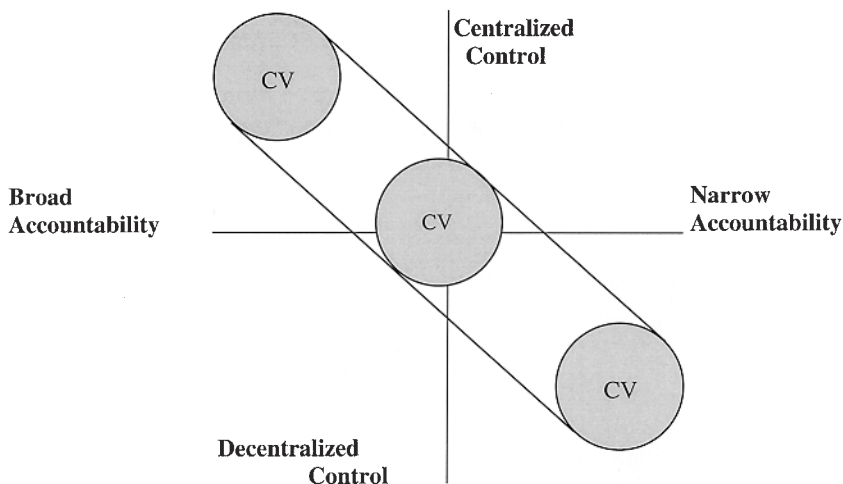 Centralized
Control
CV
CV
Broad
Accountability
Narrow
Accountability
CV
Decentralized
Control